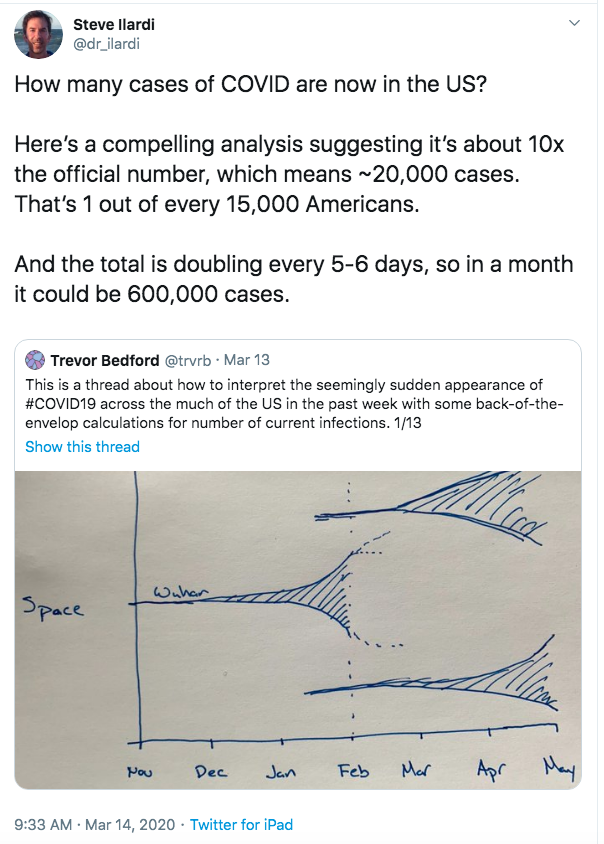 Steve Ilardi
@dr_ilardi
How many cases of COVID are now in the US?
Here's a compelling analysis suggesting it's about 10x
the official number, which means ~20,000 cases.
That's 1 out of every 15,000 Americans.
And the total is doubling every 5-6 days, so in a month
it could be 600,000 cases.
Trevor Bedford @trvrb · Mar 13
This is a thread about how to interpret the seemingly sudden appearance of
#COVID19 across the much of the US in the past week with some back-of-the-
envelop calculations for number of current infections. 1/13
Show this thread
Wuhan
Space
Nov Dec Jan Feb Mar Apr May
9:33 AM · Mar 14, 2020 · Twitter for iPad